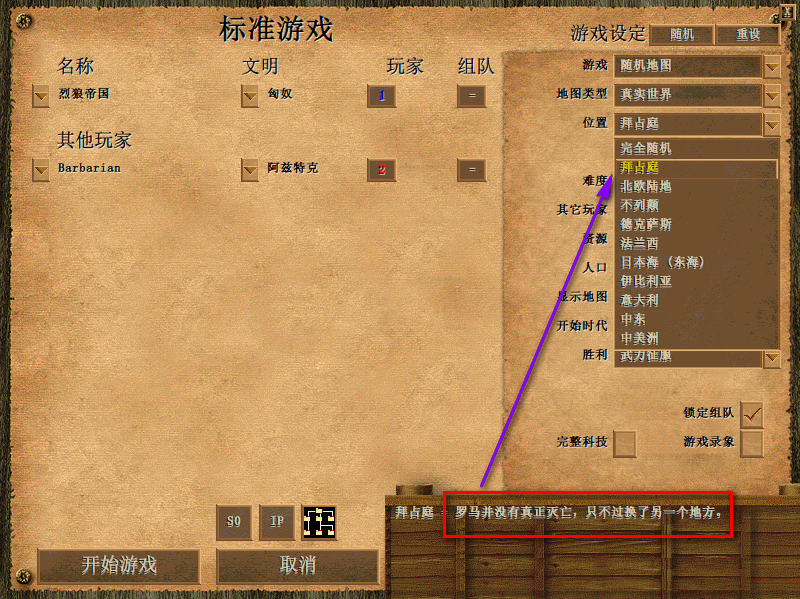 标准游戏
X
游戏设定 随机 重设
名称 文明 玩家 组队
烈狼帝国 匈奴 1 =
其他玩家
Barbarian 阿兹特克 2 =
游戏 随机地图
地图类型 真实世界
位置 拜占庭
完全随机
拜占庭
北欧陆地
不列颠
德克萨斯
法兰西
日本海 (东海)
伊比利亚
意大利
中东
中美洲
难度
其它玩家
资源
人口
显示地图
开始时代
胜利 武力征服
锁定组队
完整科技 游戏录象
SO IP
拜占庭 - 罗马并没有真正灭亡，只不过换了另一个地方。
开始游戏 取消